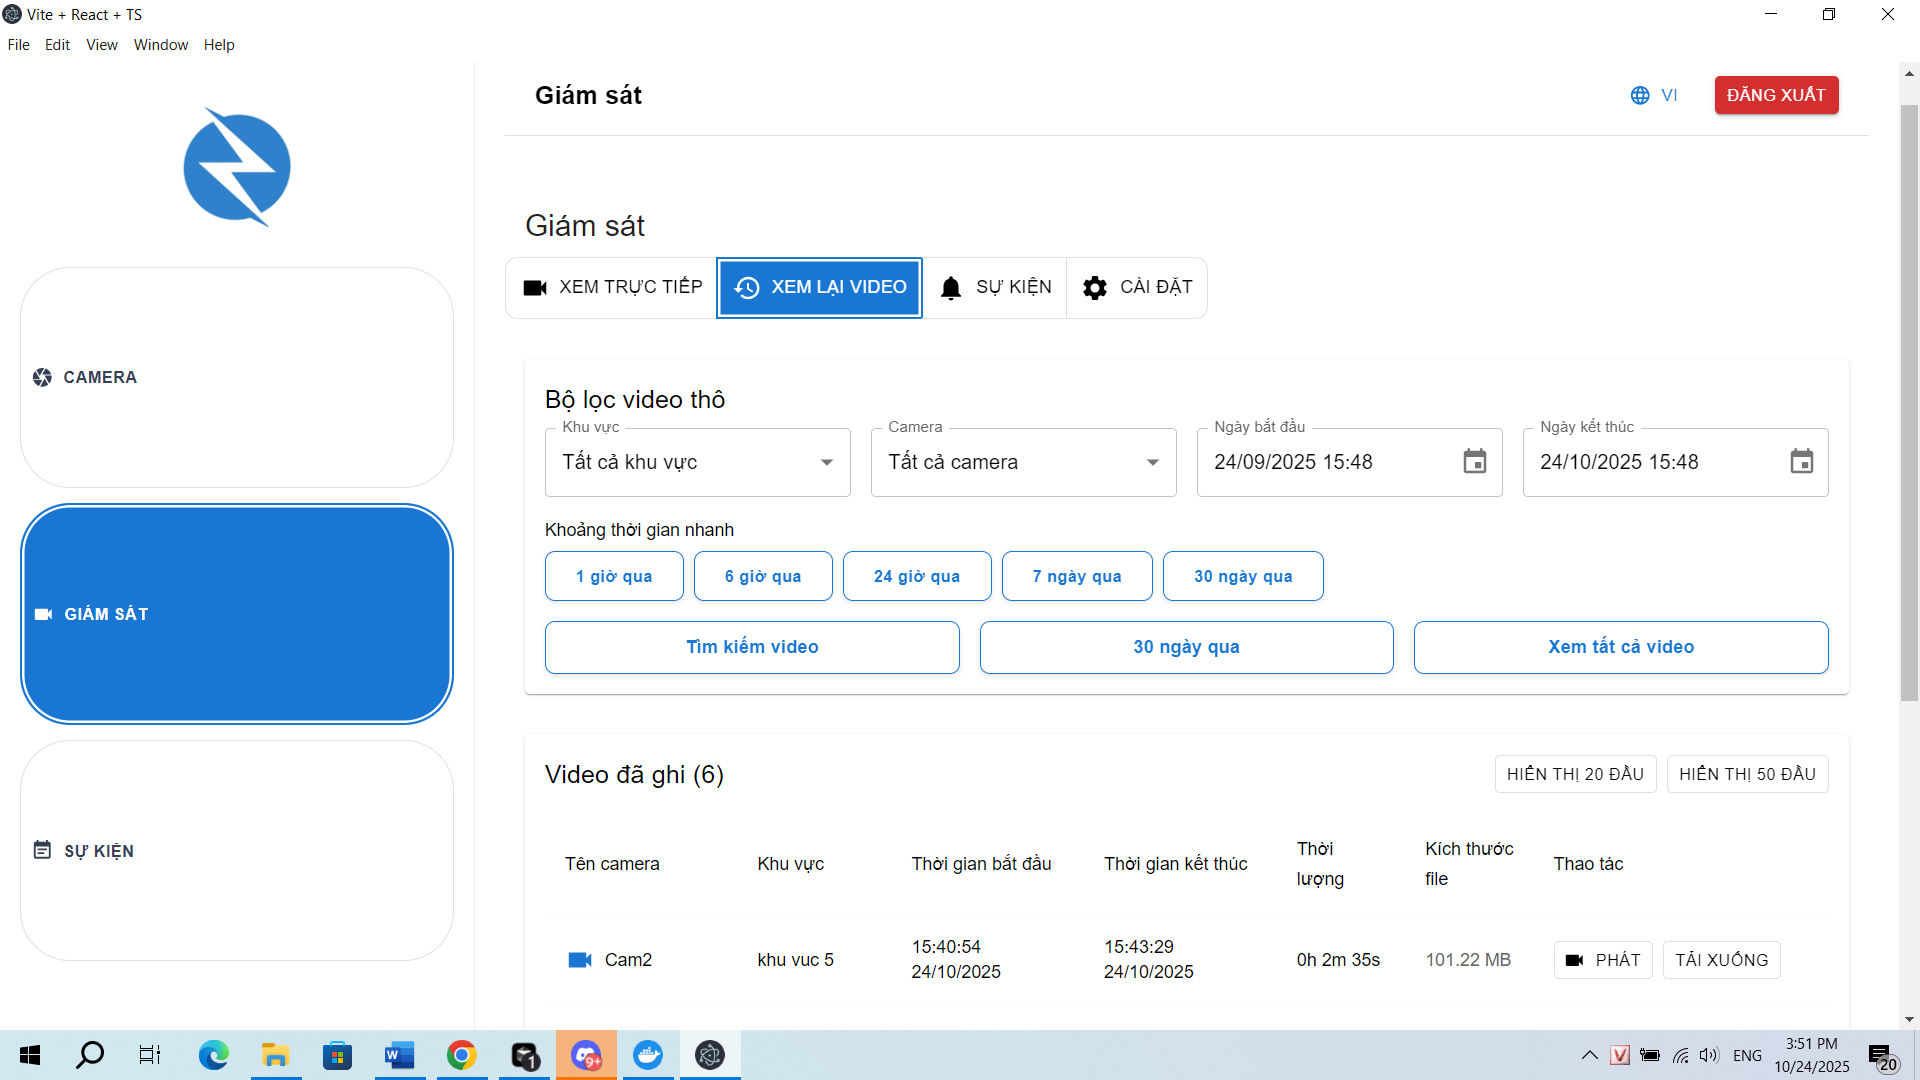 Vite + React + TS
File Edit View Window Help
Giám sát
VI
ĐĂNG XUẤT
CAMERA
GIÁM SÁT
SỰ KIỆN
Giám sát
XEM TRỰC TIẾP
XEM LẠI VIDEO
SỰ KIỆN
CÀI ĐẶT
Bộ lọc video thô
Khu vực
Tất cả khu vực
Camera
Tất cả camera
Ngày bắt đầu
24/09/2025 15:48
Ngày kết thúc
24/10/2025 15:48
Khoảng thời gian nhanh
1 giờ qua
6 giờ qua
24 giờ qua
7 ngày qua
30 ngày qua
Tìm kiếm video
30 ngày qua
Xem tất cả video
Video đã ghi (6)
HIỂN THỊ 20 ĐẦU
HIỂN THỊ 50 ĐẦU
Tên camera
Khu vực
Thời gian bắt đầu
Thời gian kết thúc
Thời
lượng
Kích thước
file
Thao tác
Cam2
khu vuc 5
15:40:54
24/10/2025
15:43:29
24/10/2025
0h 2m 35s
101.22 MB
PHÁT
TẢI XUỐNG
W
1
9+
V
ENG
3:51 PM
10/24/2025
20